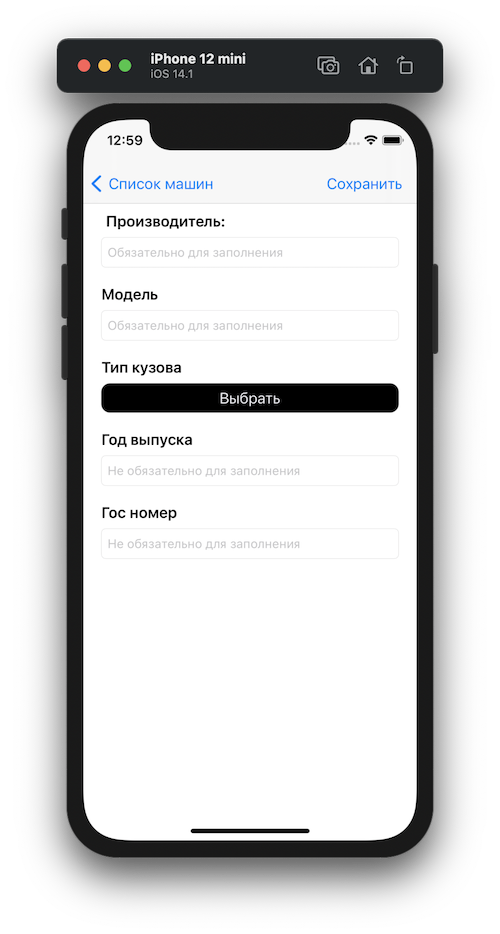 iPhone 12 mini
iOS 14.1
12:59
Список машин
Сохранить
Производитель:
Обязательно для заполнения
Модель
Обязательно для заполнения
Тип кузова
Выбрать
Год выпуска
Не обязательно для заполнения
Гос номер
Не обязательно для заполнения